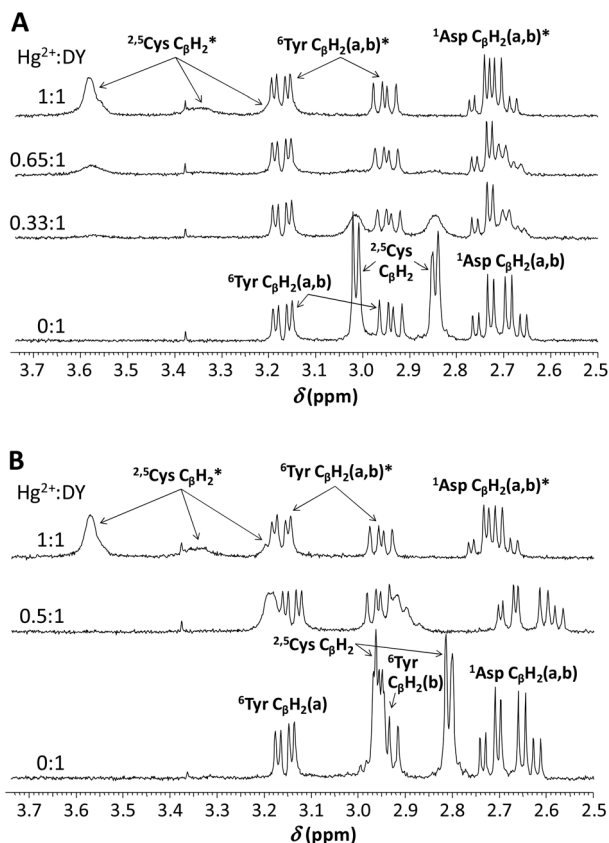 A
Hg²⁺:DY
²,⁵Cys CᵦH₂*
⁶Tyr CᵦH₂(a,b)*
¹Asp CᵦH₂(a,b)*
1:1
0.65:1
0.33:1
²,⁵Cys
CᵦH₂
⁶Tyr CᵦH₂(a,b)
¹Asp CᵦH₂(a,b)
0:1
3.7 3.6 3.5 3.4 3.3 3.2 3.1 3.0 2.9 2.8 2.7 2.6 2.5
δ (ppm)
B
Hg²⁺:DY
²,⁵Cys CᵦH₂*
⁶Tyr CᵦH₂(a,b)*
¹Asp CᵦH₂(a,b)*
1:1
0.5:1
²,⁵Cys CᵦH₂
⁶Tyr
CᵦH₂(b)
⁶Tyr CᵦH₂(a)
¹Asp CᵦH₂(a,b)
0:1
3.7 3.6 3.5 3.4 3.3 3.2 3.1 3.0 2.9 2.8 2.7 2.6 2.5
δ (ppm)